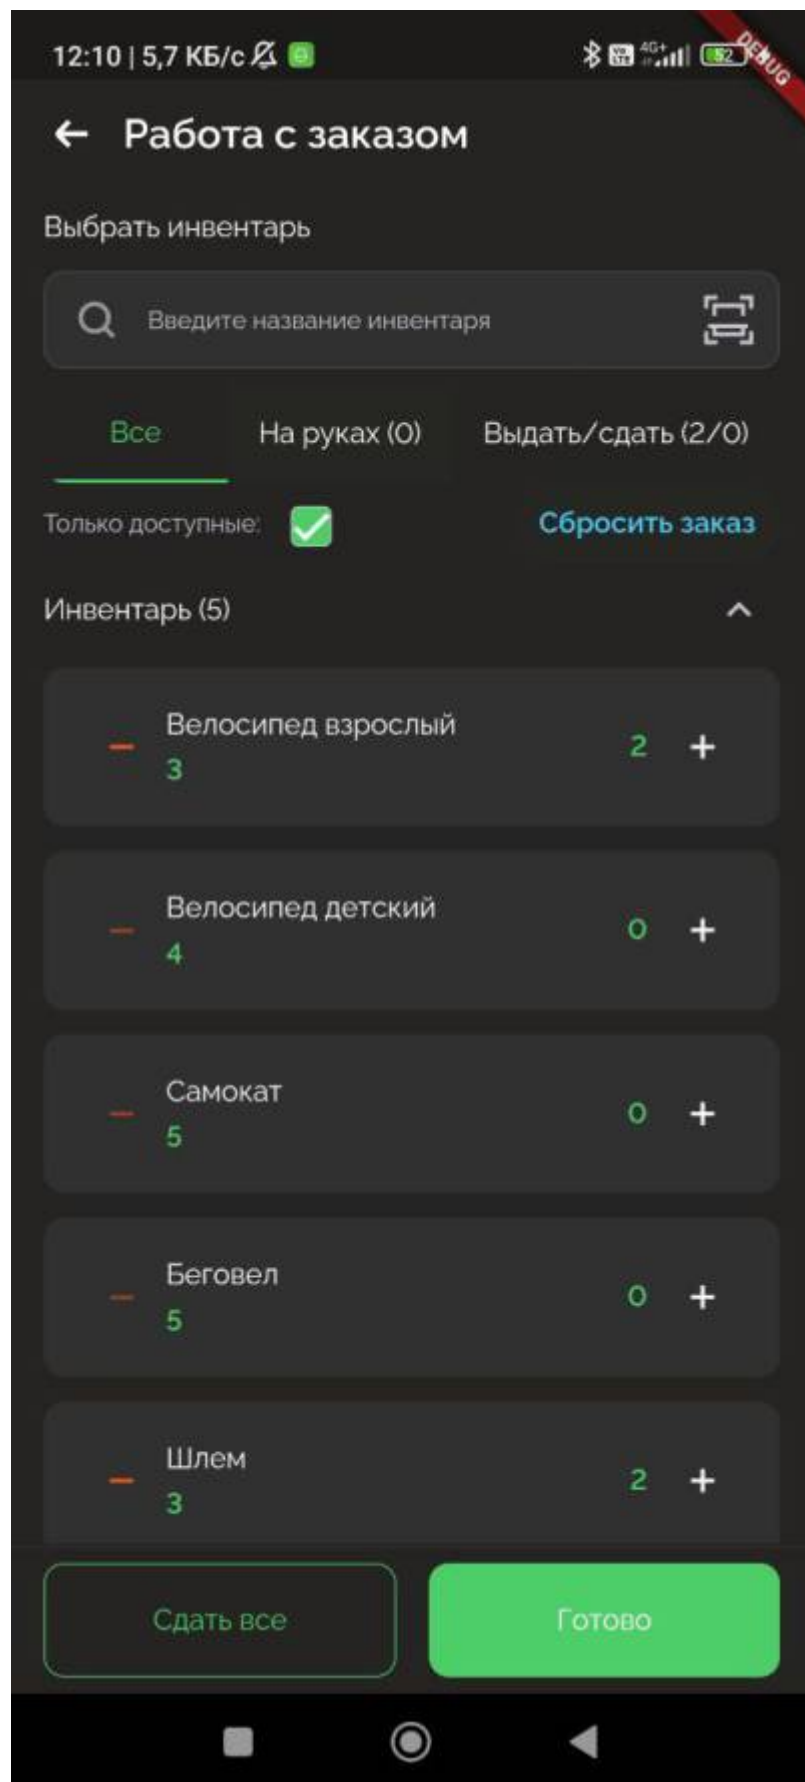 12:10 | 5,7 КБ/с 4G+ 52
DEBUG
Работа с заказом
Выбрать инвентарь
Введите название инвентаря
Все На руках (0) Выдать/сдать (2/0)
Только доступные: Сбросить заказ
Инвентарь (5)
Велосипед взрослый
3 2
Велосипед детский
4 0
Самокат
5 0
Беговел
5 0
Шлем
3 2
Сдать все Готово